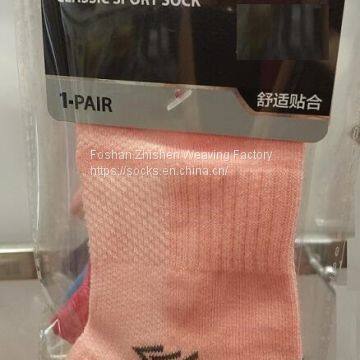 CLASSIC SPORT SOCK
1-PAIR
舒适贴合
Foshan Zhishen Weaving Factory
https://socks.en.china.cn/